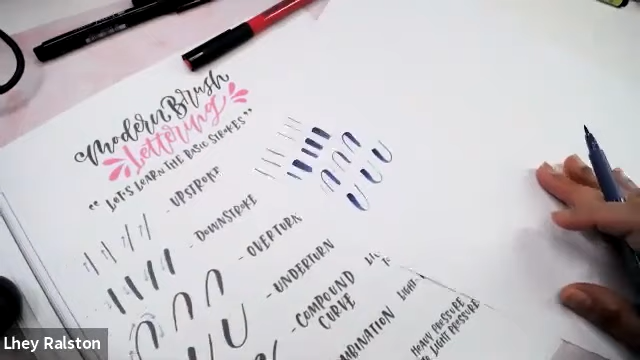 Modern Brush
Lettering
"LET'S LEARN THE BASIC STROKES"
- UPSTROKE
- DOWNSTROKE
- OVERTURN
- UNDERTURN
- COMPOUND
CURVE
LIGHT
HEAVY PRESSURE
LIGHT PRESSURE
Lhey Ralston